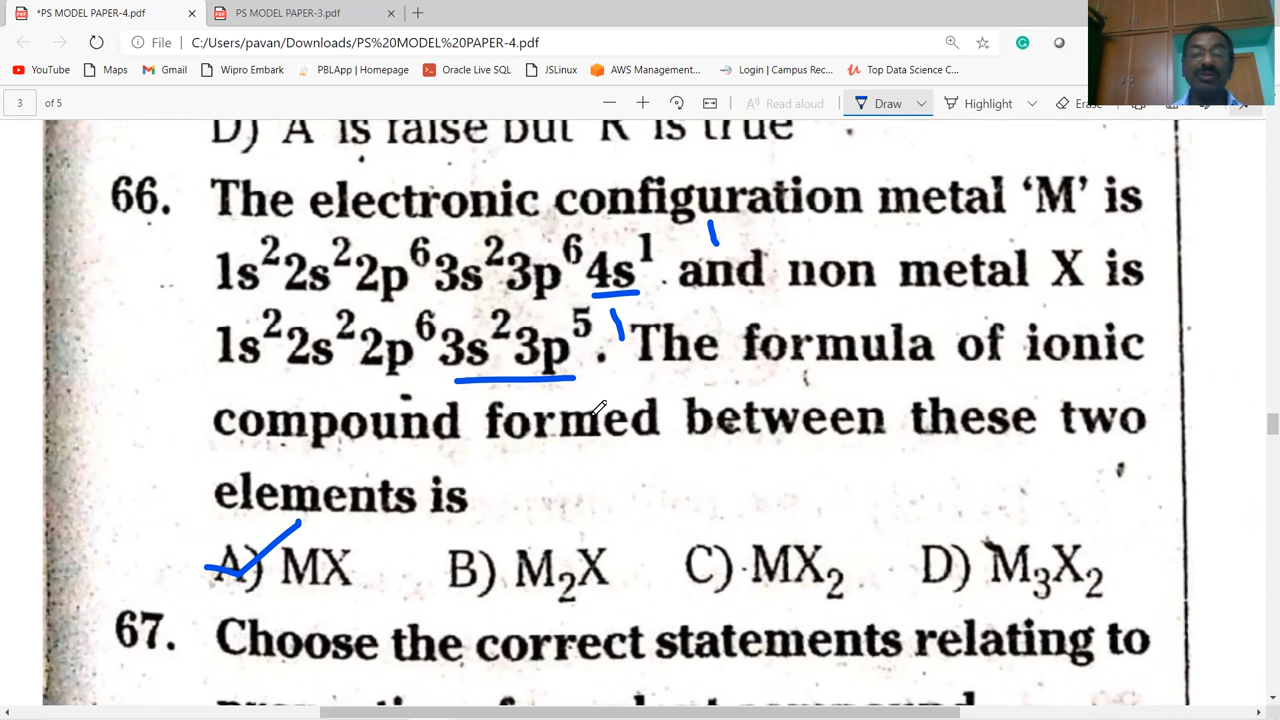 *PS MODEL PAPER-4.pdf PS MODEL PAPER-3.pdf
File C:/Users/pavan/Downloads/PS%20MODEL%20PAPER-4.pdf
YouTube Maps Gmail Wipro Embark PBLApp | Homepage Oracle Live SQL JSLinux AWS Management... Login | Campus Rec... Top Data Science C...
3 of 5 Read aloud Draw Highlight Erase
D) A is false but R is true
66. The electronic configuration metal ‘M’ is
1s²2s²2p⁶3s²3p⁶4s¹ and non metal X is
1s²2s²2p⁶3s²3p⁵. The formula of ionic
compound formed between these two
elements is
A) MX B) M₂X C) MX₂ D) M₃X₂
67. Choose the correct statements relating to